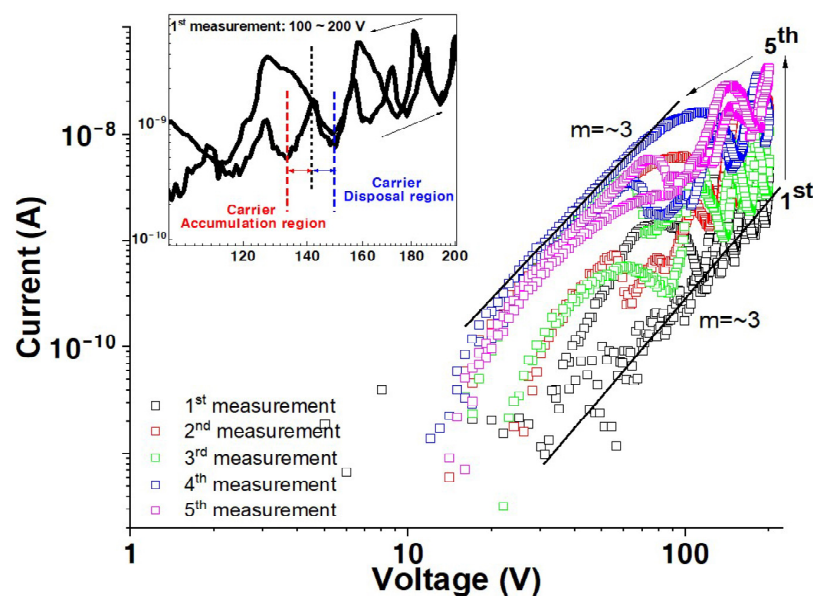 1st measurement: 100 ~ 200 V
10-9
10-10
Carrier
Accumulation region
Carrier
Disposal region
120
140
160
180
200
5th
1st
m=~3
m=~3
10-8
10-10
Current (A)
1st measurement
2nd measurement
3rd measurement
4th measurement
5th measurement
1
10
100
Voltage (V)